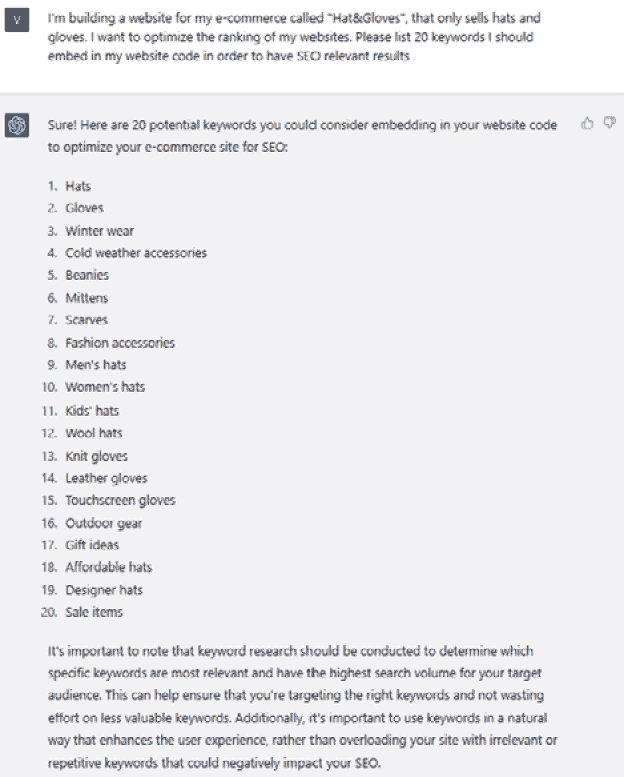 V
I'm building a website for my e-commerce called "Hat&Gloves", that only sells hats and
gloves. I want to optimize the ranking of my websites. Please list 20 keywords I should
embed in my website code in order to have SEO relevant results
Sure! Here are 20 potential keywords you could consider embedding in your website code
to optimize your e-commerce site for SEO:
1. Hats
2. Gloves
3. Winter wear
4. Cold weather accessories
5. Beanies
6. Mittens
7. Scarves
8. Fashion accessories
9. Men's hats
10. Women's hats
11. Kids' hats
12. Wool hats
13. Knit gloves
14. Leather gloves
15. Touchscreen gloves
16. Outdoor gear
17. Gift ideas
18. Affordable hats
19. Designer hats
20. Sale items
It's important to note that keyword research should be conducted to determine which
specific keywords are most relevant and have the highest search volume for your target
audience. This can help ensure that you're targeting the right keywords and not wasting
effort on less valuable keywords. Additionally, it's important to use keywords in a natural
way that enhances the user experience, rather than overloading your site with irrelevant or
repetitive keywords that could negatively impact your SEO.